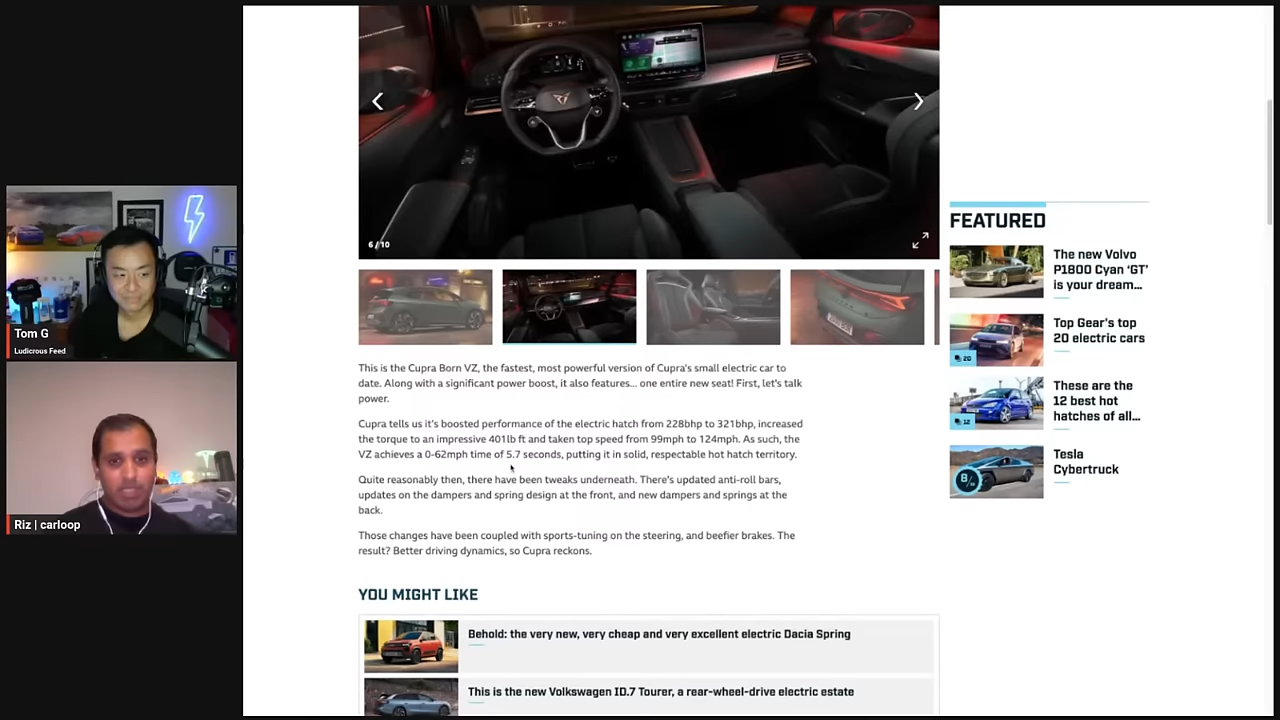 Tom G
Ludicrous Feed
Riz | carloop
6 / 10
This is the Cupra Born VZ, the fastest, most powerful version of Cupra's small electric car to
date. Along with a significant power boost, it also features... one entire new seat! First, let's talk
power.
Cupra tells us it's boosted performance of the electric hatch from 228bhp to 321bhp, increased
the torque to an impressive 401lb ft and taken top speed from 99mph to 124mph. As such, the
VZ achieves a 0-62mph time of 5.7 seconds, putting it in solid, respectable hot hatch territory.
Quite reasonably then, there have been tweaks underneath. There's updated anti-roll bars,
updates on the dampers and spring design at the front, and new dampers and springs at the
back.
Those changes have been coupled with sports-tuning on the steering, and beefier brakes. The
result? Better driving dynamics, so Cupra reckons.
YOU MIGHT LIKE
Behold: the very new, very cheap and very excellent electric Dacia Spring
This is the new Volkswagen ID.7 Tourer, a rear-wheel-drive electric estate
FEATURED
The new Volvo
P1800 Cyan ‘GT’
is your dream...
Top Gear's top
20 electric cars
20
These are the
12 best hot
hatches of all...
12
Tesla
Cybertruck
8